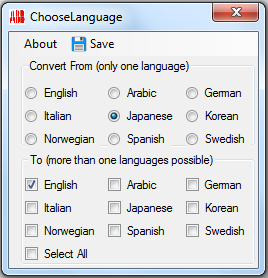 ABB ChooseLanguage
About Save
Convert From (only one language)
English Arabic German
Italian Japanese Korean
Norwegian Spanish Swedish
To (more than one languages possible)
English Arabic German
Italian Japanese Korean
Norwegian Spanish Swedish
Select All